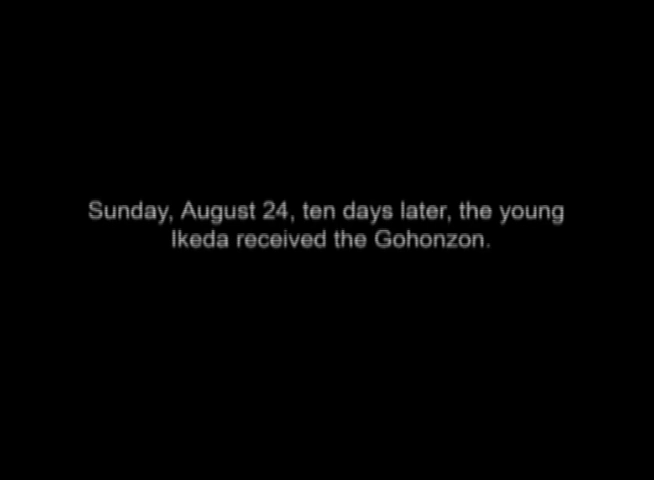 Sunday, August 24, ten days later, the young
Ikeda received the Gohonzon.